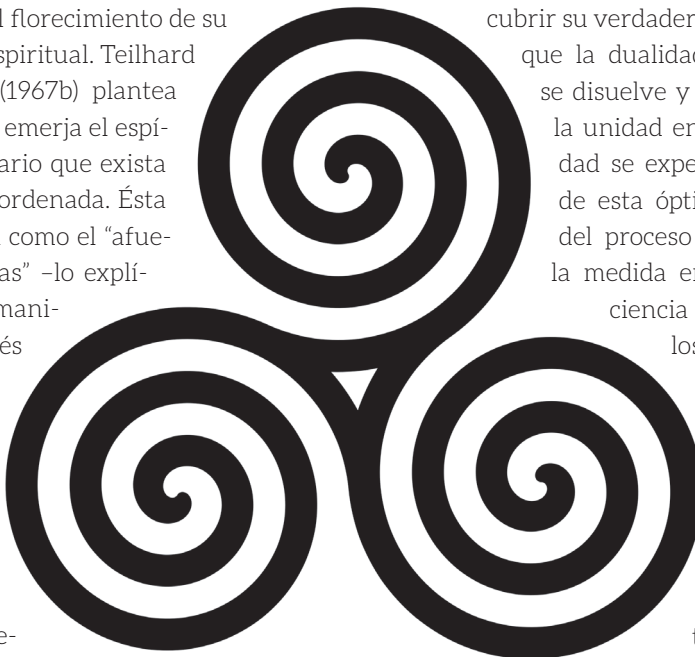 l florecimiento de su
spiritual. Teilhard
(1967b) plantea
emerja el espí-
ario que exista
ordenada. Ésta
como el “afue-
as” –lo explí-
mani-
és
e-
cubrir su verdader
que la dualidad
se disuelve y
la unidad en
dad se expe
de esta ópti
del proceso
la medida en
ciencia
los
t